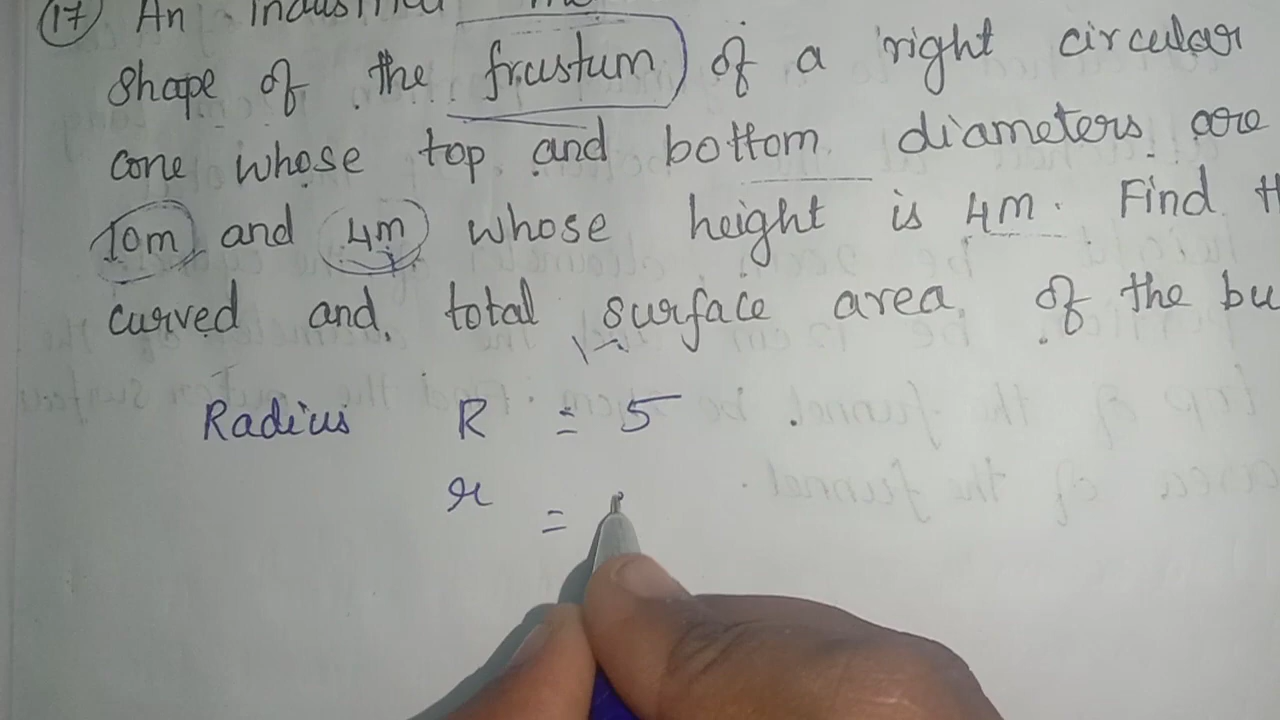 (17) An
shape of the frustum of a right circular
cone whose top and bottom diameters are
10m and 4m whose height is 4m. Find
curved and total surface area of the
Radius R = 5
r =